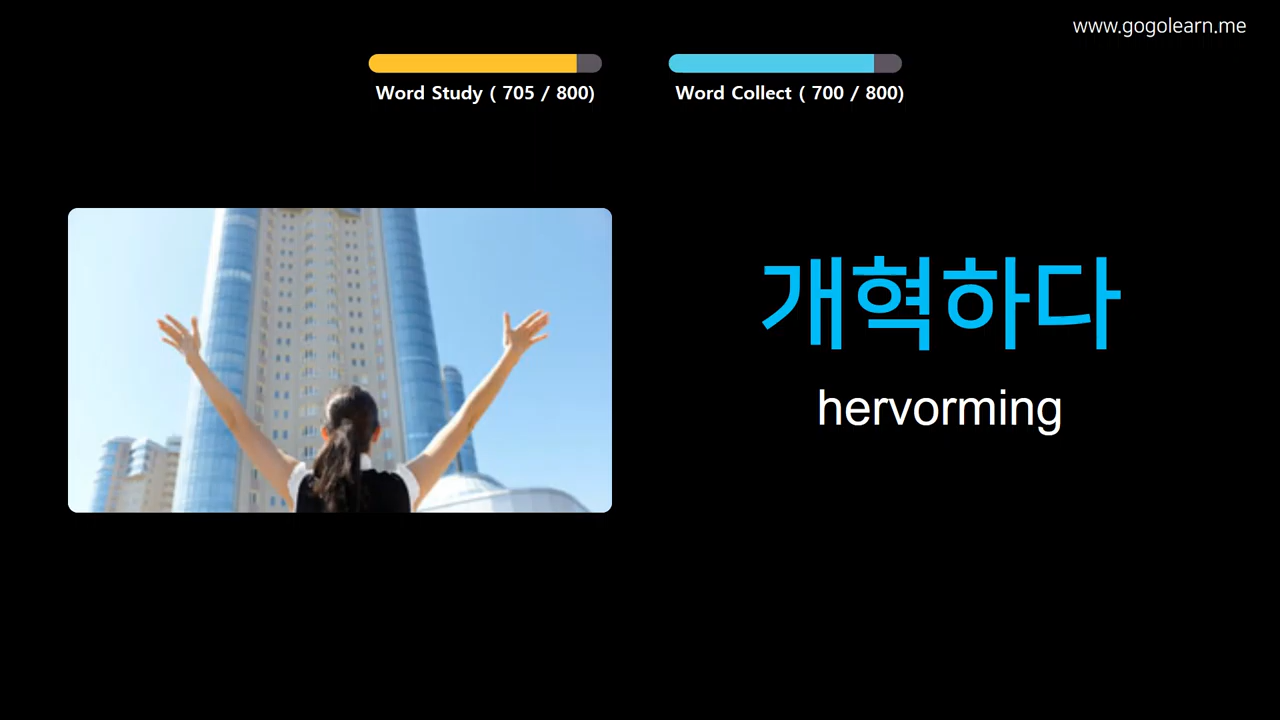 www.gogolearn.me
Word Study ( 705 / 800)
Word Collect ( 700 / 800)
개혁하다
hervorming